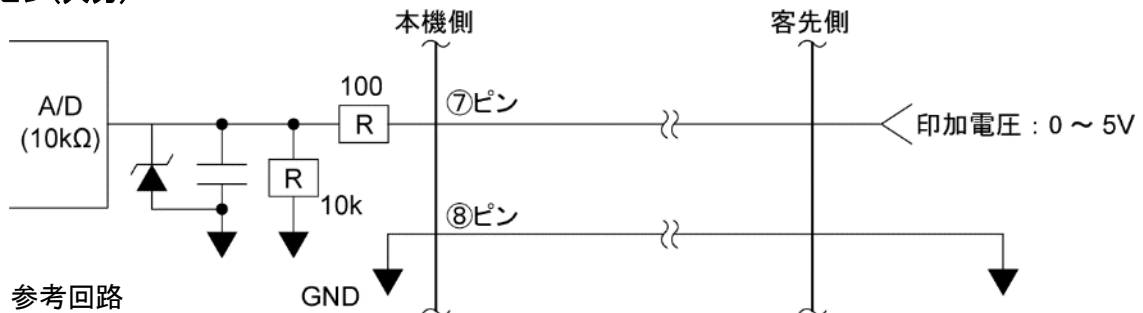 本機側
客先側
100
R
⑦ピン
A/D
(10kΩ)
印加電圧：0 ～ 5V
R
10k
⑧ピン
参考回路
GND